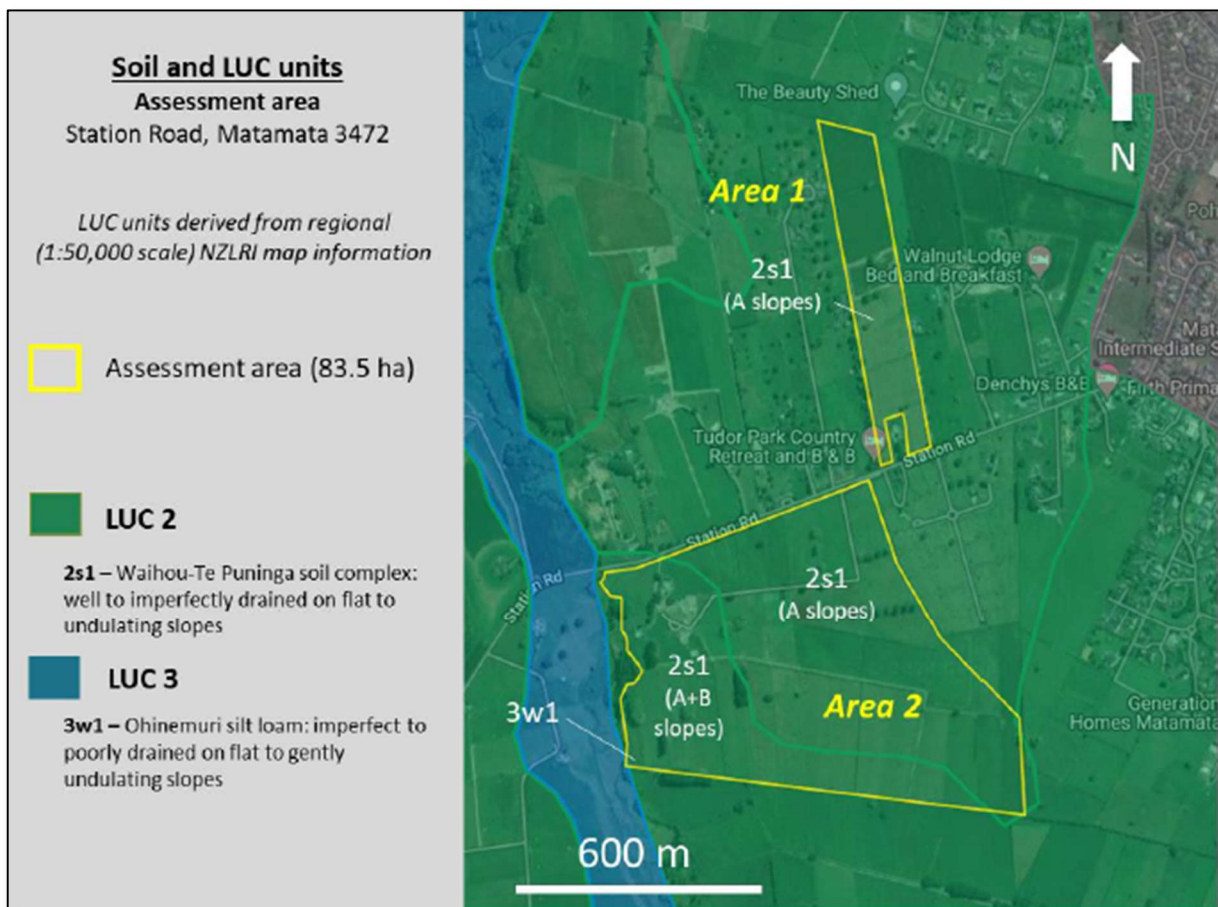 Soil and LUC units
Assessment area
Station Road, Matamata 3472
LUC units derived from regional
(1:50,000 scale) NZLRI map information
Assessment area (83.5 ha)
LUC 2
2s1 – Waihou-Te Puninga soil complex:
well to imperfectly drained on flat to
undulating slopes
LUC 3
3w1 – Ohinemuri silt loam: imperfect to
poorly drained on flat to gently
undulating slopes
The Beauty Shed
N
Area 1
2s1
(A slopes)
Walnut Lodge
Bed and Breakfast
Intermediate S
Denchys B&B
Firth Prima
Tudor Park Country
Retreat and B & B
Station Rd
Station Rd
Station Rd
2s1
(A slopes)
2s1
(A+B
slopes)
Area 2
3w1
Generation
Homes Matamata
600 m